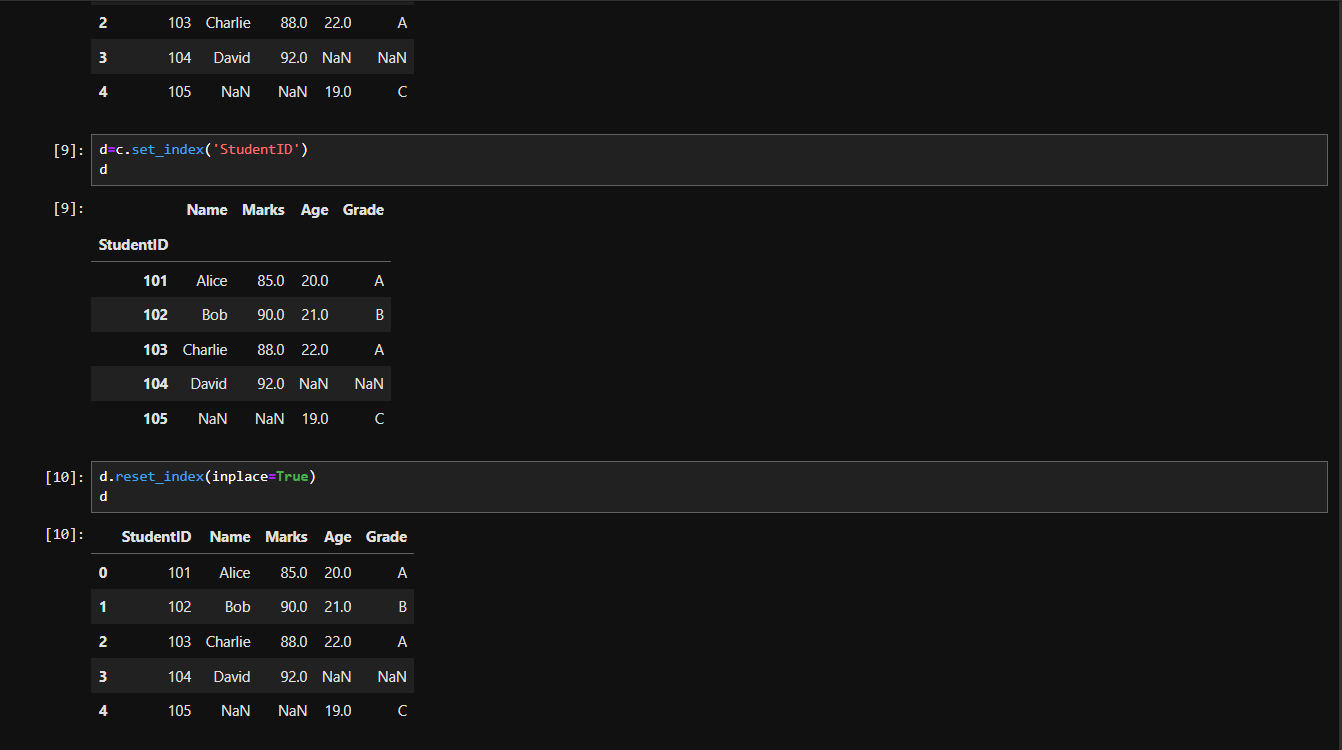 2 103 Charlie 88.0 22.0 A
3 104 David 92.0 NaN NaN
4 105 NaN NaN 19.0 C
[9]: d=c.set_index('StudentID')
d
[9]: Name Marks Age Grade
StudentID
101 Alice 85.0 20.0 A
102 Bob 90.0 21.0 B
103 Charlie 88.0 22.0 A
104 David 92.0 NaN NaN
105 NaN NaN 19.0 C
[10]: d.reset_index(inplace=True)
d
[10]: StudentID Name Marks Age Grade
0 101 Alice 85.0 20.0 A
1 102 Bob 90.0 21.0 B
2 103 Charlie 88.0 22.0 A
3 104 David 92.0 NaN NaN
4 105 NaN NaN 19.0 C